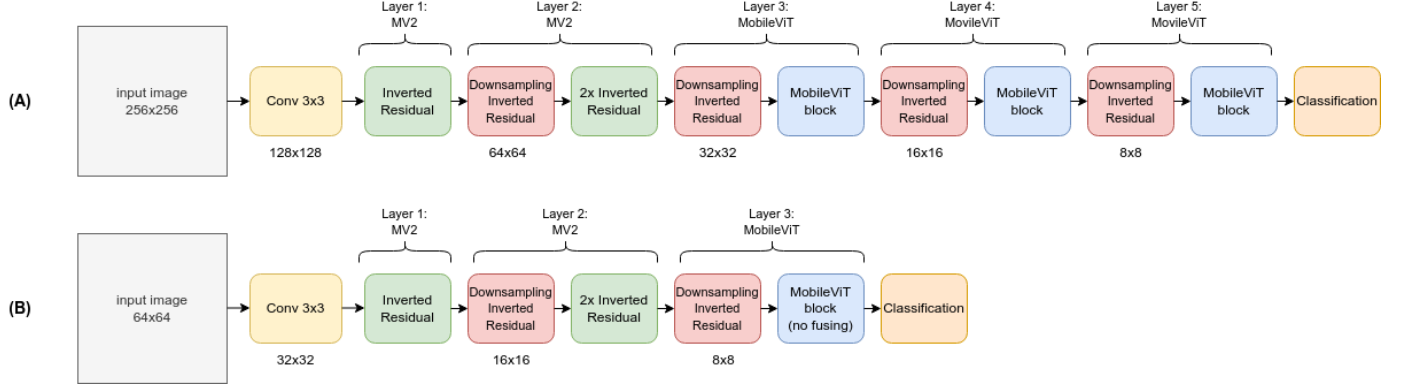 Layer 1:
MV2
Layer 2:
MV2
Layer 3:
MobileViT
Layer 4:
MovileViT
Layer 5:
MovileViT
(A)
input image
256x256
Conv 3x3
Inverted
Residual
Downsampling
Inverted
Residual
2x Inverted
Residual
Downsampling
Inverted
Residual
MobileViT
block
Downsampling
Inverted
Residual
MobileViT
block
Downsampling
Inverted
Residual
MobileViT
block
Classification
128x128
64x64
32x32
16x16
8x8
Layer 1:
MV2
Layer 2:
MV2
Layer 3:
MobileViT
(B)
input image
64x64
Conv 3x3
Inverted
Residual
Downsampling
Inverted
Residual
2x Inverted
Residual
Downsampling
Inverted
Residual
MobileViT
block
(no fusing)
Classification
32x32
16x16
8x8